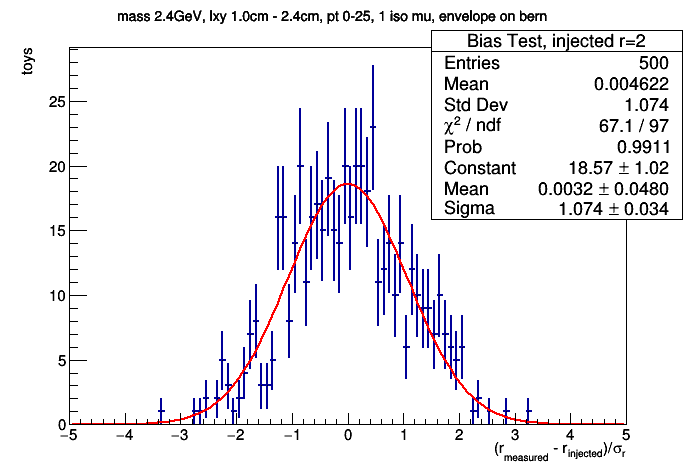 mass 2.4GeV, lxy 1.0cm - 2.4cm, pt 0-25, 1 iso mu, envelope on bern
Bias Test, injected r=2
Entries 500
Mean 0.004622
Std Dev 1.074
χ² / ndf 67.1 / 97
Prob 0.9911
Constant 18.57 ± 1.02
Mean 0.0032 ± 0.0480
Sigma 1.074 ± 0.034
toys
25
20
15
10
5
0
−5 −4 −3 −2 −1 0 1 2 3 4 5
(r_measured - r_injected)/σ_r